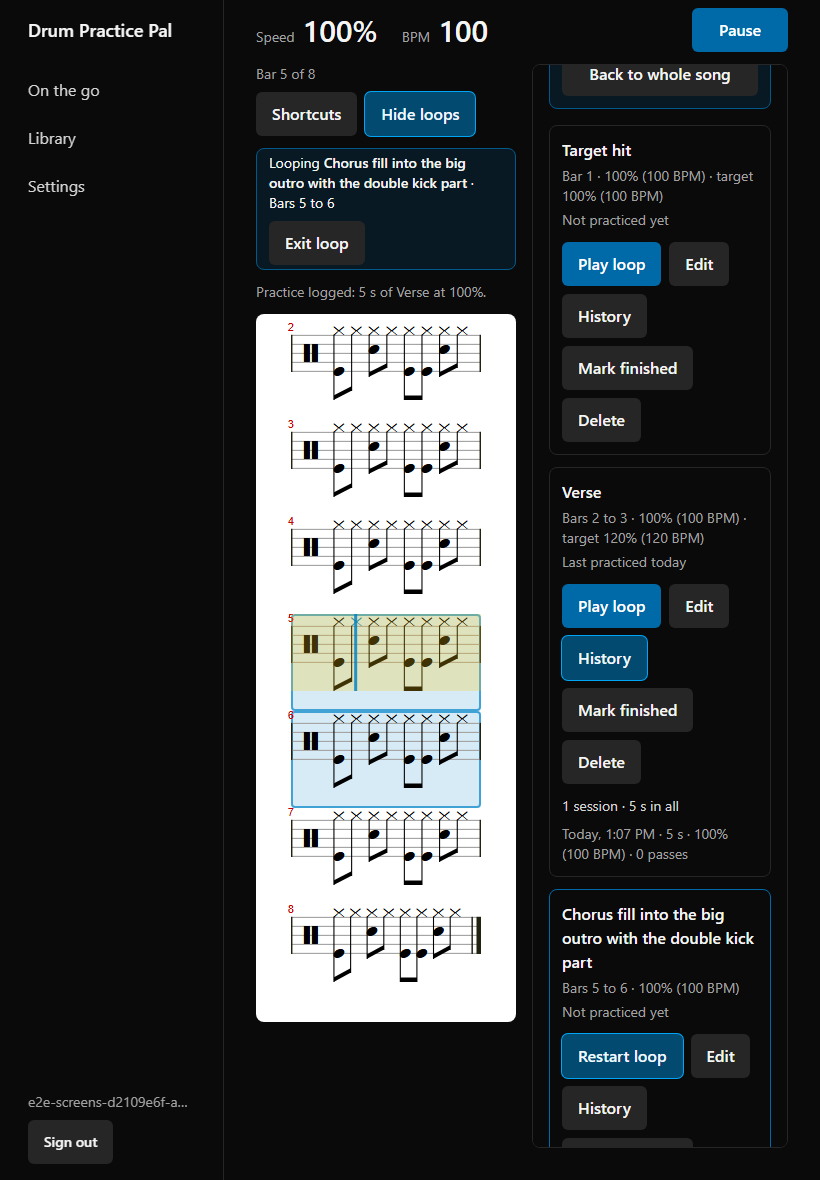 Drum Practice Pal
On the go
Library
Settings
e2e-screens-d2109e6f-a...
Sign out
Speed 100% BPM 100
Pause
Bar 5 of 8
Shortcuts
Hide loops
Looping Chorus fill into the big
outro with the double kick part ·
Bars 5 to 6
Exit loop
Practice logged: 5 s of Verse at 100%.
2
3
4
5
6
7
8
Back to whole song
Target hit
Bar 1 · 100% (100 BPM) · target
100% (100 BPM)
Not practiced yet
Play loop
Edit
History
Mark finished
Delete
Verse
Bars 2 to 3 · 100% (100 BPM) ·
target 120% (120 BPM)
Last practiced today
Play loop
Edit
History
Mark finished
Delete
1 session · 5 s in all
Today, 1:07 PM · 5 s · 100%
(100 BPM) · 0 passes
Chorus fill into the big
outro with the double kick
part
Bars 5 to 6 · 100% (100 BPM)
Not practiced yet
Restart loop
Edit
History